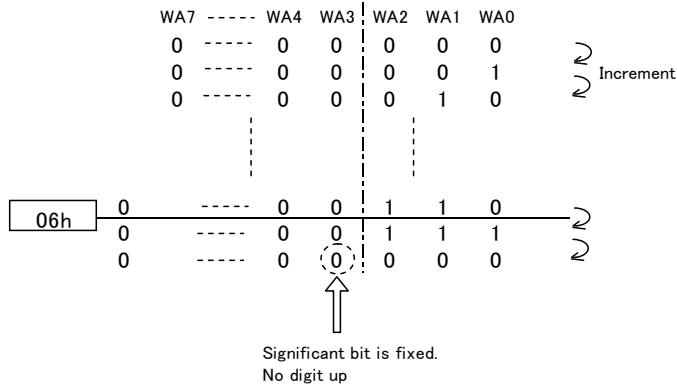 WA7 ----- WA4 WA3 WA2 WA1 WA0
0 ----- 0 0 0 0 0
0 ----- 0 0 0 0 1
0 ----- 0 0 0 1 0
Increment
06h
0 ----- 0 0 1 1 0
0 ----- 0 0 1 1 1
0 ----- 0 0 0 0 0
Significant bit is fixed.
No digit up